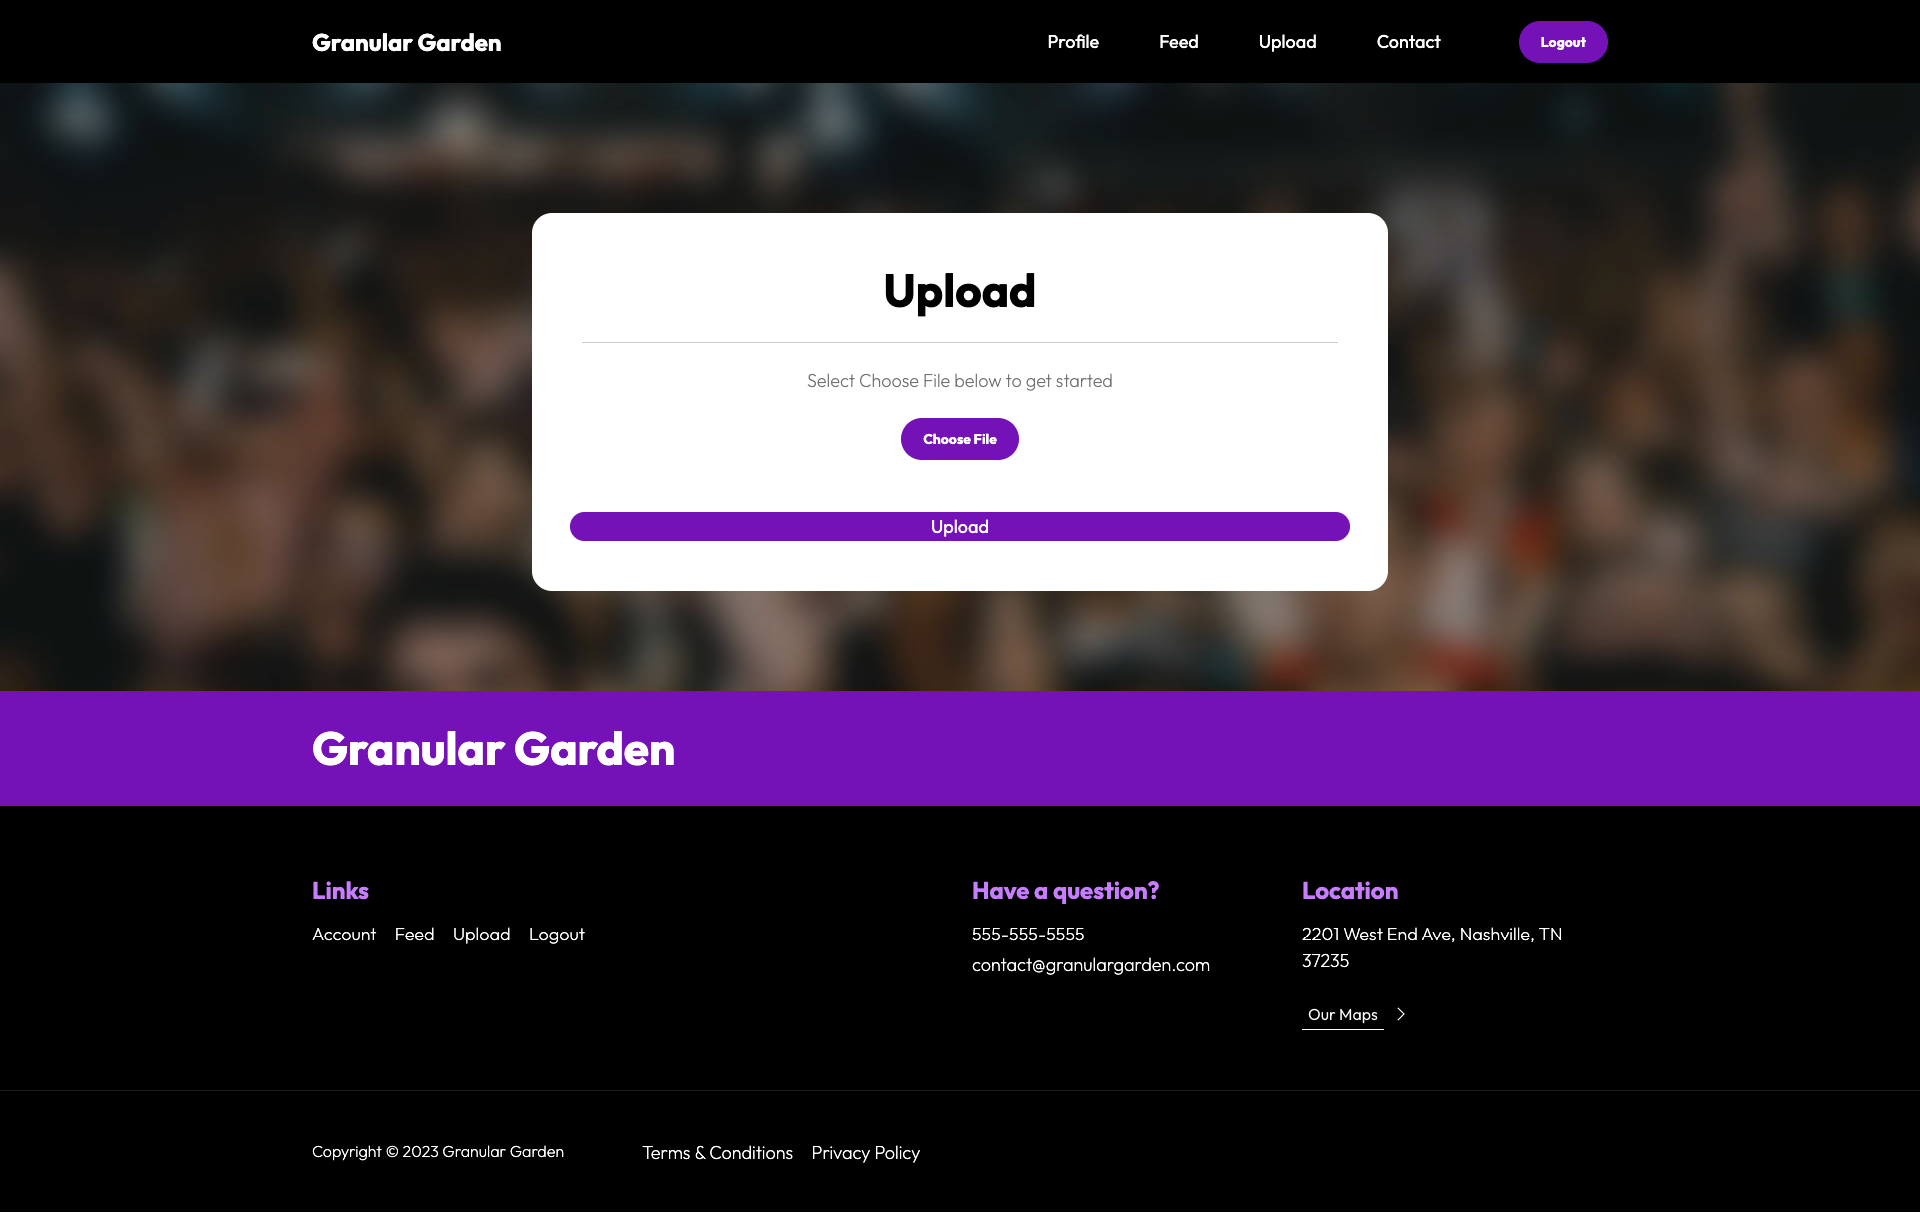 Granular Garden
Profile Feed Upload Contact Logout
Upload
Select Choose File below to get started
Choose File
Upload
Granular Garden
Links
Account Feed Upload Logout
Have a question?
555-555-5555
contact@granulargarden.com
Location
2201 West End Ave, Nashville, TN
37235
Our Maps
Copyright © 2023 Granular Garden
Terms & Conditions Privacy Policy